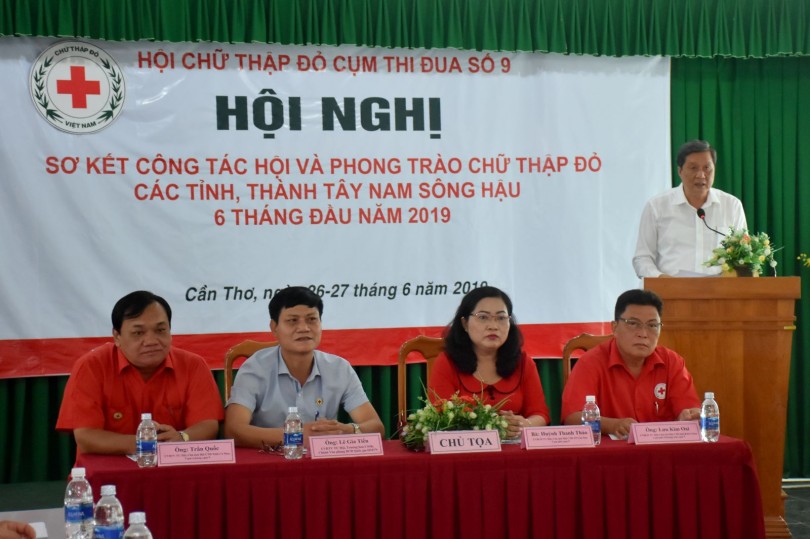 CHỮ THẬP ĐỎ
VIỆT NAM
HỘI CHỮ THẬP ĐỎ CỤM THI ĐUA SỐ 9
HỘI NGHỊ
SƠ KẾT CÔNG TÁC HỘI VÀ PHONG TRÀO CHỮ THẬP ĐỎ
CÁC TỈNH, THÀNH TÂY NAM SÔNG HẬU
6 THÁNG ĐẦU NĂM 2019
Cần Thơ, ngày 26-27 tháng 6 năm 2019
Ông: Trần Quốc
Ông: Lê Gia Tiến
CHỦ TỌA
Bà: Huỳnh Thanh Thảo
Ông: Lưu Kiện Oai